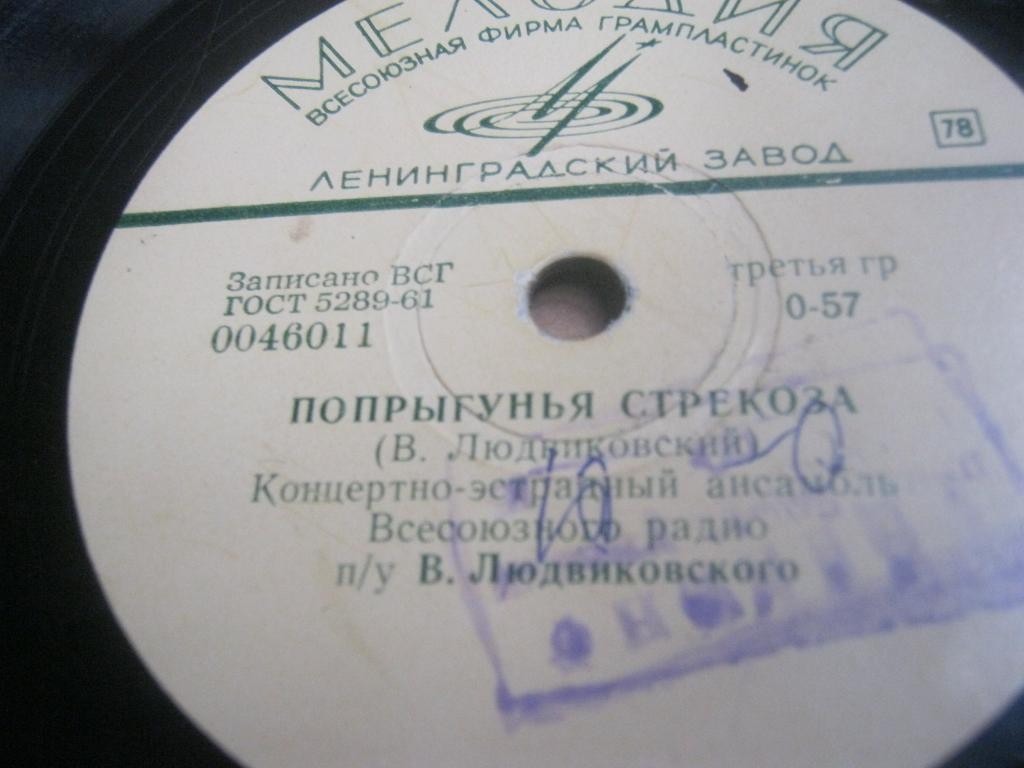 МЕЛОДИЯ
ВСЕСОЮЗНАЯ ФИРМА ГРАМПЛАСТИНОК
ЛЕНИНГРАДСКИЙ ЗАВОД
78
Записано ВСГ
ГОСТ 5289-61
0046011
третья гр
0-57
ПОПРЫГУНЬЯ СТРЕКОЗА
(В. Людвиковский)
Концертно-эстрадный ансамбль
Всесоюзного радио
п/у В. Людвиковского